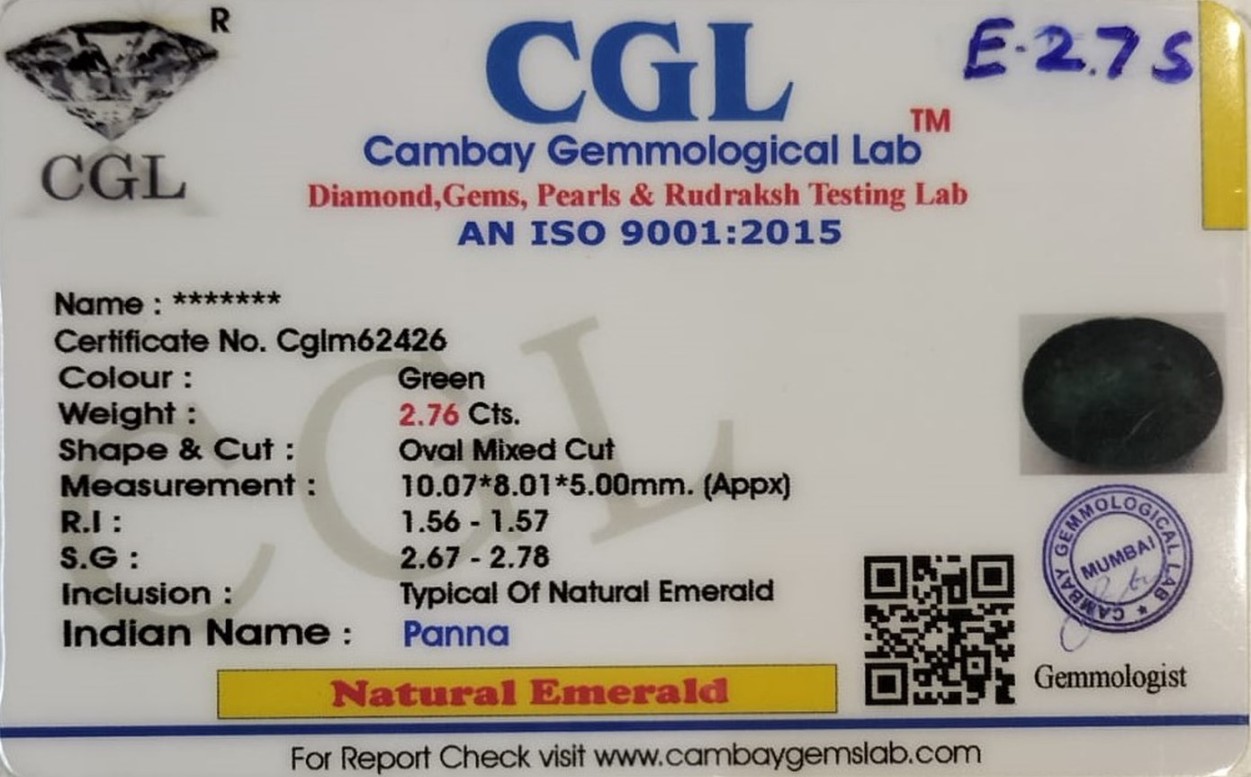 R
CGL
CGL
E-2.75
TM
Cambay Gemmological Lab
Diamond,Gems, Pearls & Rudraksh Testing Lab
AN ISO 9001:2015
Name : *******
Certificate No. Cglm62426
Colour : Green
Weight : 2.76 Cts.
Shape & Cut : Oval Mixed Cut
Measurement : 10.07*8.01*5.00mm. (Appx)
R.I : 1.56 - 1.57
S.G : 2.67 - 2.78
Inclusion : Typical Of Natural Emerald
Indian Name : Panna
CGL
CAMBAY GEMMOLOGICAL LAB *
MUMBAI
Gemmologist
Natural Emerald
For Report Check visit www.cambaygemslab.com